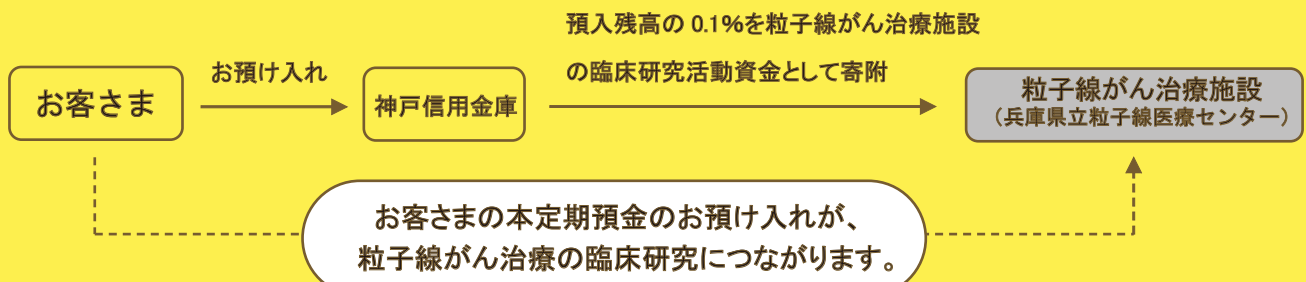 預入残高の 0.1%を粒子線がん治療施設
の臨床研究活動資金として寄附
お預け入れ
お客さま
神戸信用金庫
粒子線がん治療施設
（兵庫県立粒子線医療センター）
お客さまの本定期預金のお預け入れが、
粒子線がん治療の臨床研究につながります。